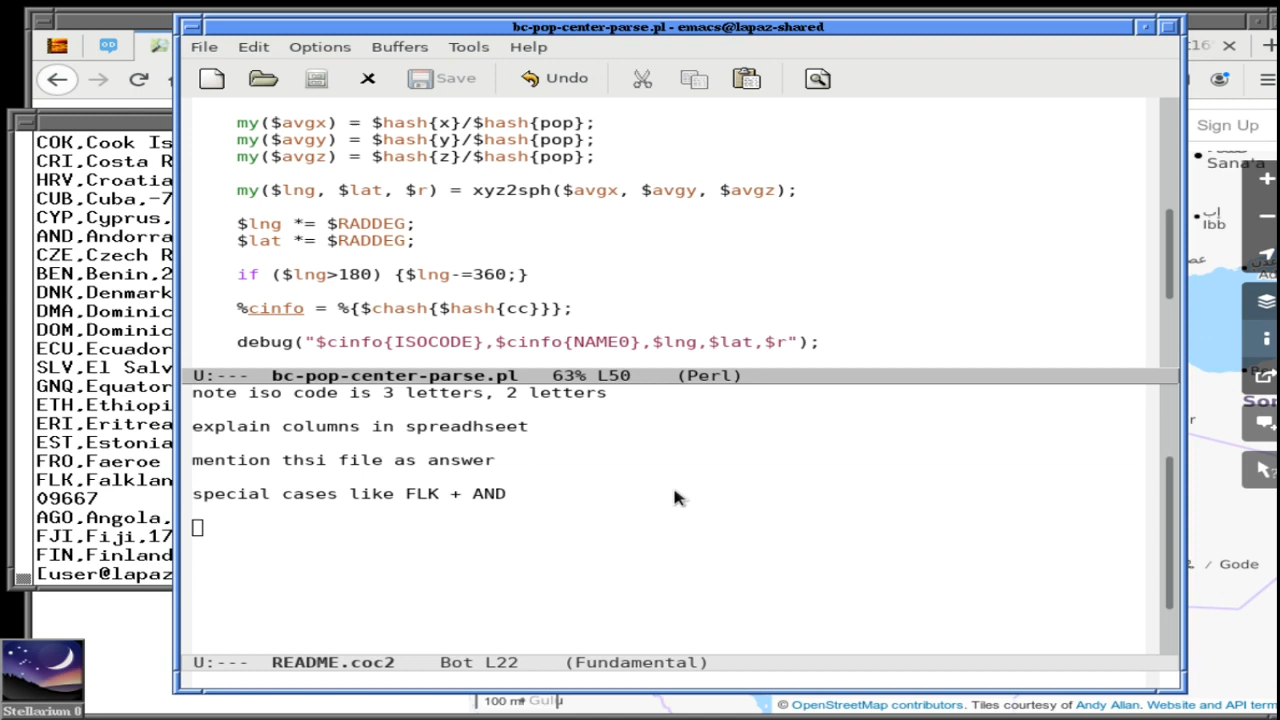 bc-pop-center-parse.pl - emacs@lapaz-shared
File Edit Options Buffers Tools Help
Save Undo
my($avgx) = $hash{x}/$hash{pop};
my($avgy) = $hash{y}/$hash{pop};
my($avgz) = $hash{z}/$hash{pop};
my($lng, $lat, $r) = xyz2sph($avgx, $avgy, $avgz);
$lng *= $RADDEG;
$lat *= $RADDEG;
if ($lng>180) {$lng-=360;}
%cinfo = %{$chash{$hash{cc}}};
debug("$cinfo{ISOCODE},$cinfo{NAME0},$lng,$lat,$r");
U:--- bc-pop-center-parse.pl 63% L50 (Perl)
note iso code is 3 letters, 2 letters
explain columns in spreadhseet
mention thsi file as answer
special cases like FLK + AND
U:--- README.coc2 Bot L22 (Fundamental)
COK,Cook Is
CRI,Costa R
HRV,Croatia
CUB,Cuba,-7
CYP,Cyprus,
AND,Andorra
CZE,Czech R
BEN,Benin,2
DNK,Denmark
DMA,Dominic
DOM,Dominic
ECU,Ecuador
SLV,El Salv
GNQ,Equator
ETH,Ethiopi
ERI,Eritrea
EST,Estonia
FRO,Faeroe
FLK,Falklan
09667
AGO,Angola,
FJI,Fiji,17
FIN,Finland
[user@lapaz
Stellarium 0
Sign Up
Sana'a
إب
Ibb
Gode
100 mi
© OpenStreetMap contributors. Tiles courtesy of Andy Allan. Website and API term